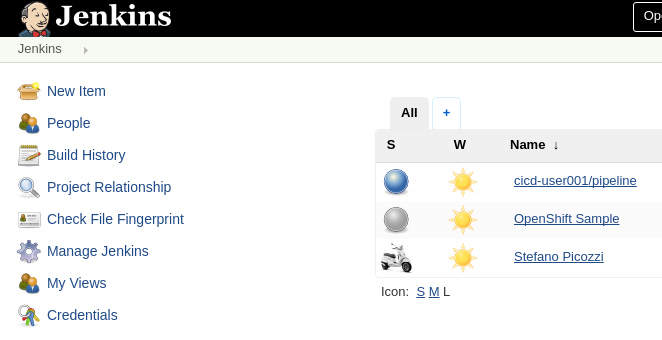 Jenkins
Op
Jenkins
New Item
People
Build History
Project Relationship
Check File Fingerprint
Manage Jenkins
My Views
Credentials
All +
S W Name ↓
cicd-user001/pipeline
OpenShift Sample
Stefano Picozzi
Icon: S M L